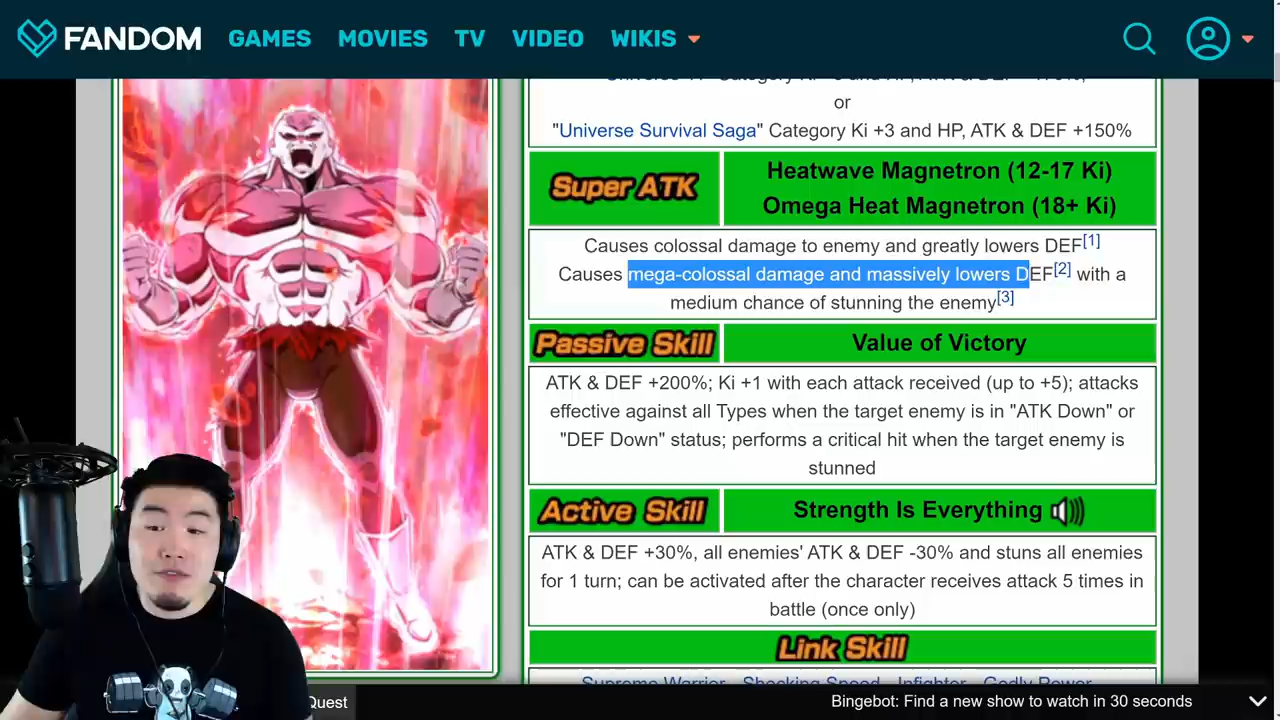 FANDOM GAMES MOVIES TV VIDEO WIKIS
or
"Universe Survival Saga" Category Ki +3 and HP, ATK & DEF +150%
Super ATK
Heatwave Magnetron (12-17 Ki)
Omega Heat Magnetron (18+ Ki)
Causes colossal damage to enemy and greatly lowers DEF[1]
Causes mega-colossal damage and massively lowers DEF[2] with a
medium chance of stunning the enemy[3]
Passive Skill
Value of Victory
ATK & DEF +200%; Ki +1 with each attack received (up to +5); attacks
effective against all Types when the target enemy is in "ATK Down" or
"DEF Down" status; performs a critical hit when the target enemy is
stunned
Active Skill
Strength Is Everything
ATK & DEF +30%, all enemies' ATK & DEF -30% and stuns all enemies
for 1 turn; can be activated after the character receives attack 5 times in
battle (once only)
Link Skill
Supreme Warrior - Shocking Speed - Infighter - Godly Power
Quest
Bingebot: Find a new show to watch in 30 seconds